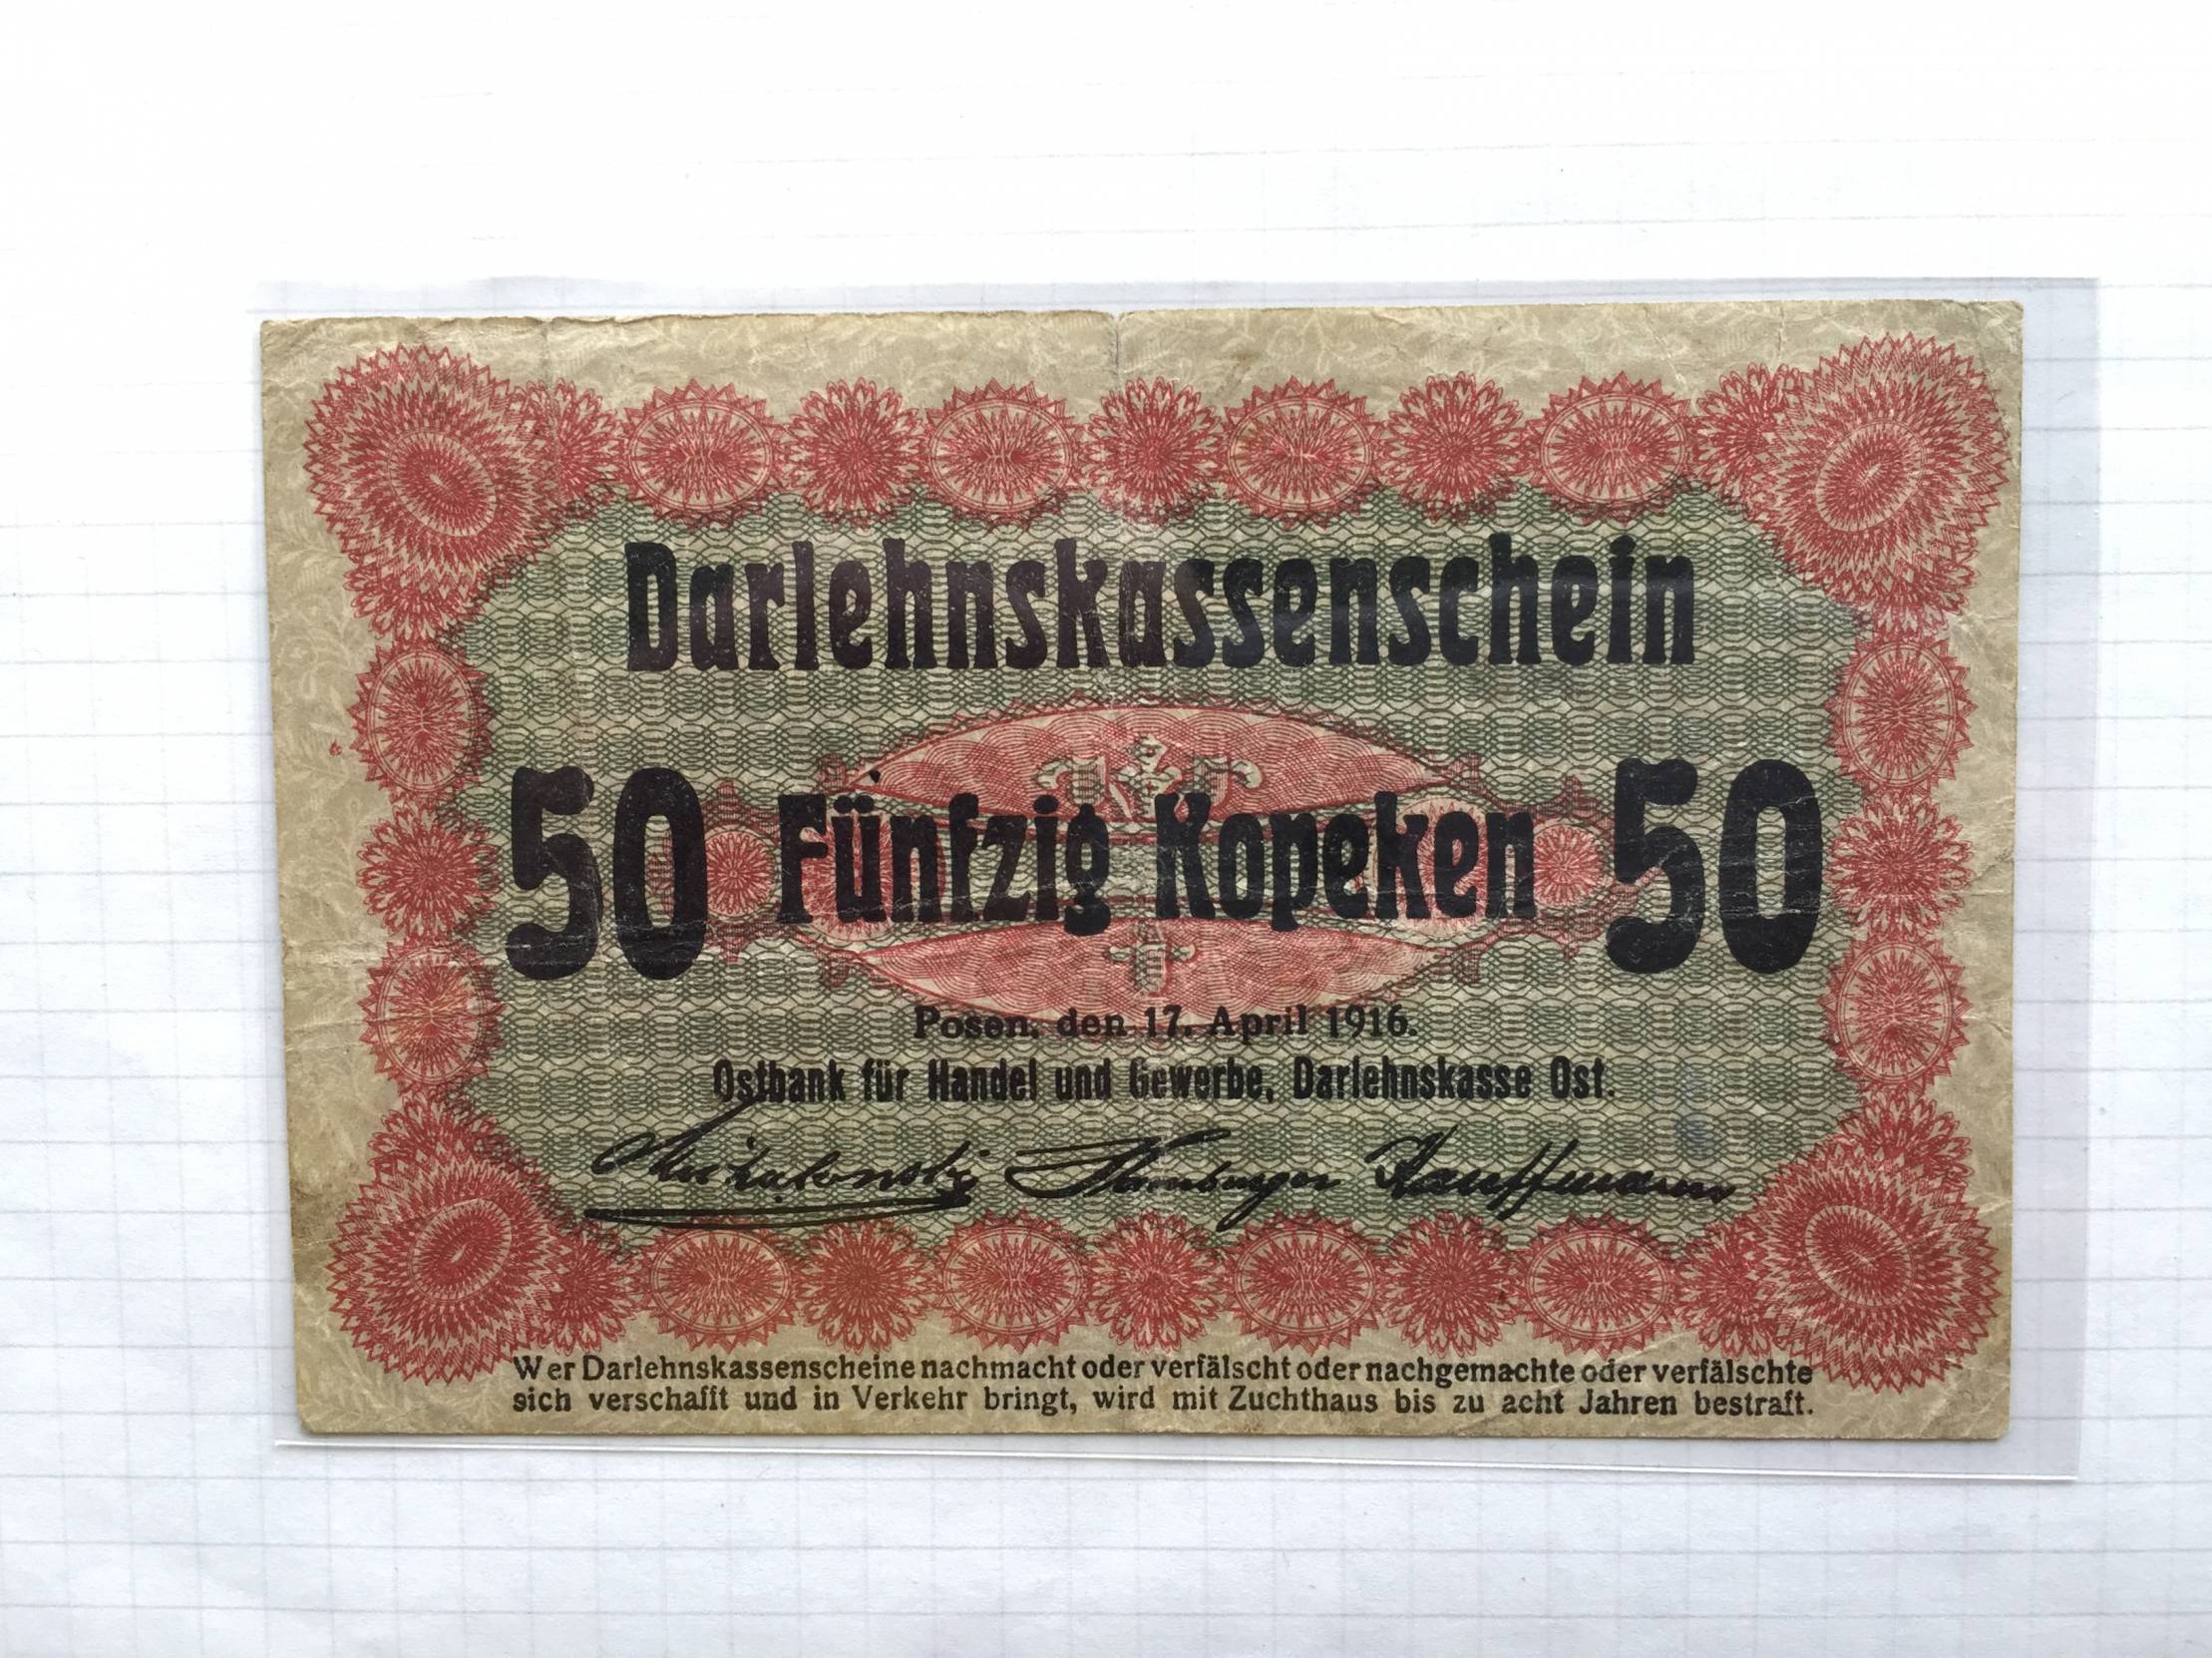 Darlehnskassenschein
50 Fünfzig Kopeken 50
Posen, den 17. April 1916.
Ostbank für Handel und Gewerbe, Darlehnskasse Ost.
Kauffmann
Wer Darlehnskassenscheine nachmacht oder verfälscht oder nachgemachte oder verfälschte
sich verschafft und in Verkehr bringt, wird mit Zuchthaus bis zu acht Jahren bestraft.